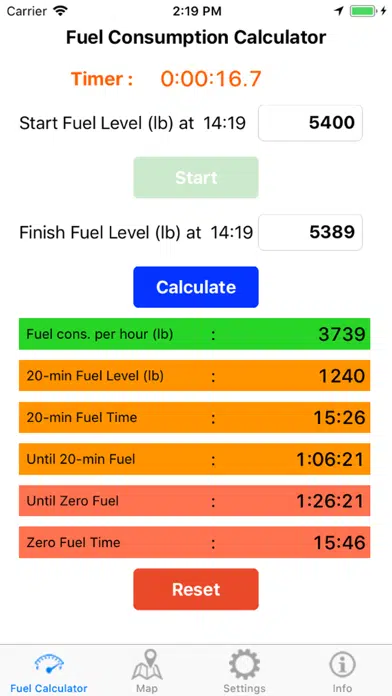 Carrier 2:19 PM
Fuel Consumption Calculator
Timer : 0:00:16.7
Start Fuel Level (lb) at 14:19 5400
Start
Finish Fuel Level (lb) at 14:19 5389
Calculate
Fuel cons. per hour (lb) : 3739
20-min Fuel Level (lb) : 1240
20-min Fuel Time : 15:26
Until 20-min Fuel : 1:06:21
Until Zero Fuel : 1:26:21
Zero Fuel Time : 15:46
Reset
Fuel Calculator Map Settings Info